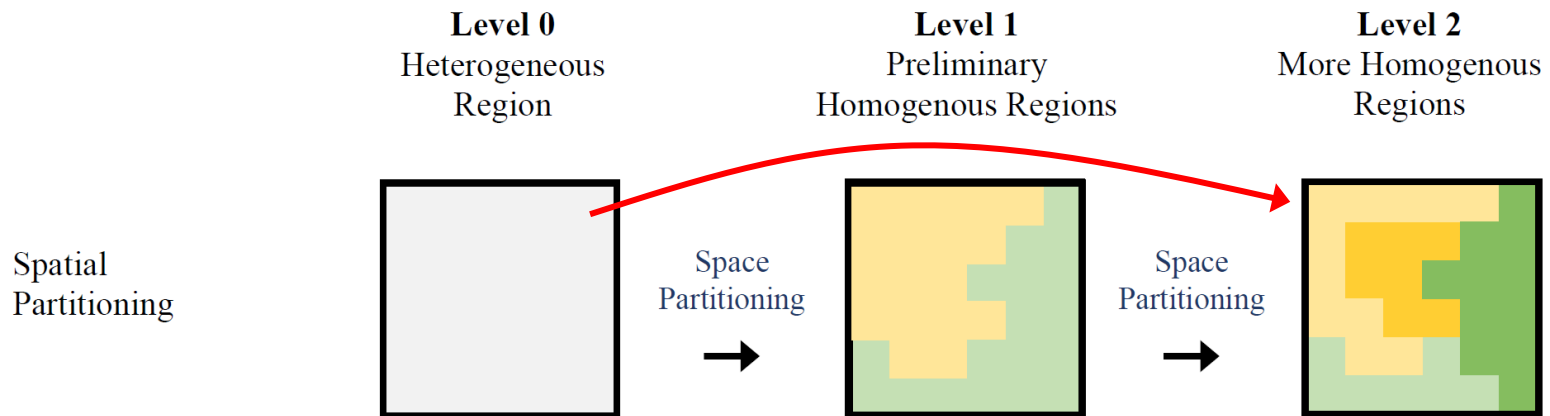 Level 0
Heterogeneous
Region
Level 1
Preliminary
Homogenous Regions
Level 2
More Homogenous
Regions
Spatial
Partitioning
Space
Partitioning
Space
Partitioning